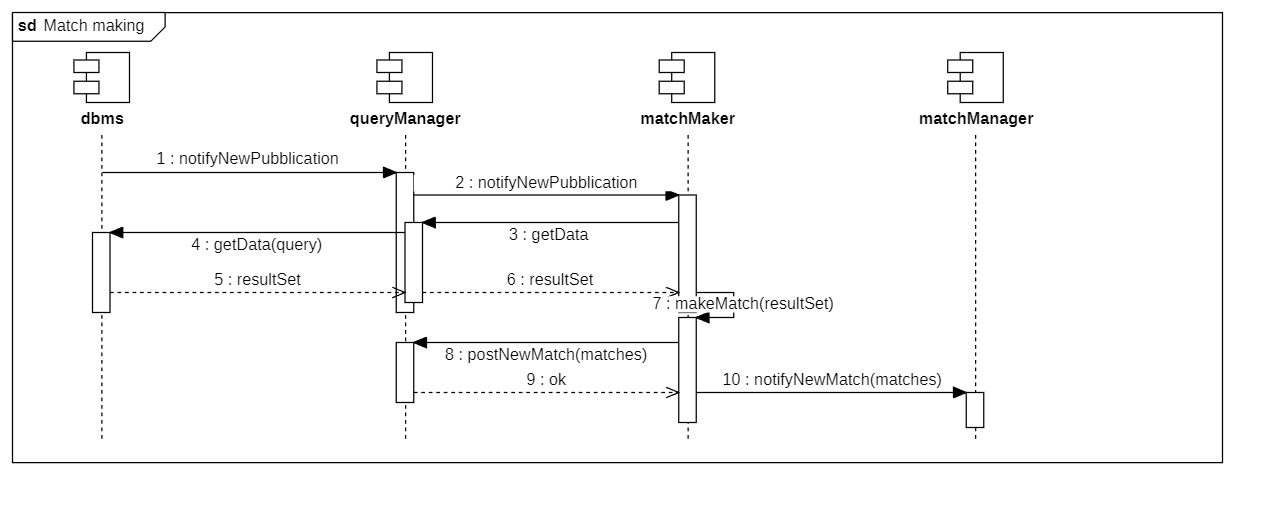 sd Match making
dbms
queryManager
matchMaker
matchManager
1 : notifyNewPubblication
2 : notifyNewPubblication
3 : getData
4 : getData(query)
5 : resultSet
6 : resultSet
7 : makeMatch(resultSet)
8 : postNewMatch(matches)
9 : ok
10 : notifyNewMatch(matches)